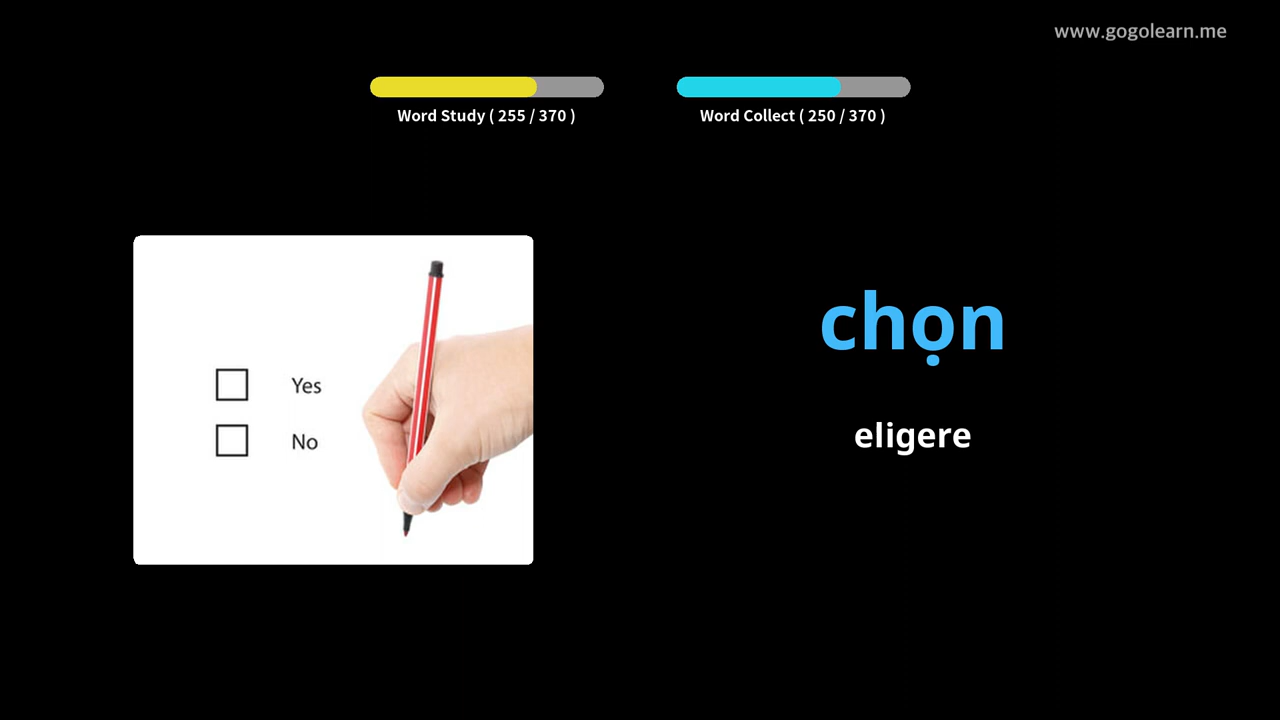 www.gogolearn.me
Word Study ( 255 / 370 )
Word Collect ( 250 / 370 )
Yes
No
chọn
eligere